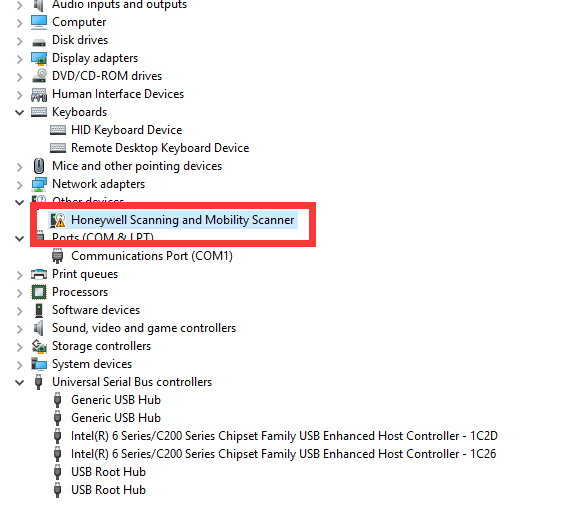 Audio inputs and outputs
Computer
Disk drives
Display adapters
DVD/CD-ROM drives
Human Interface Devices
Keyboards
HID Keyboard Device
Remote Desktop Keyboard Device
Mice and other pointing devices
Network adapters
Other devices
Honeywell Scanning and Mobility Scanner
Ports (COM & LPT)
Communications Port (COM1)
Print queues
Processors
Software devices
Sound, video and game controllers
Storage controllers
System devices
Universal Serial Bus controllers
Generic USB Hub
Generic USB Hub
Intel(R) 6 Series/C200 Series Chipset Family USB Enhanced Host Controller - 1C2D
Intel(R) 6 Series/C200 Series Chipset Family USB Enhanced Host Controller - 1C26
USB Root Hub
USB Root Hub